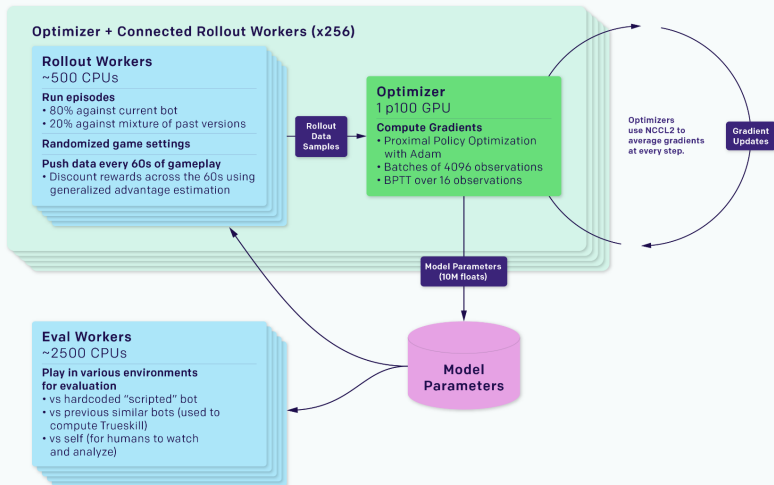 Optimizer + Connected Rollout Workers (x256)
Rollout Workers
~500 CPUs
Run episodes
• 80% against current bot
• 20% against mixture of past versions
Randomized game settings
Push data every 60s of gameplay
• Discount rewards across the 60s using
generalized advantage estimation
Rollout
Data
Samples
Optimizer
1 p100 GPU
Compute Gradients
• Proximal Policy Optimization
with Adam
• Batches of 4096 observations
• BPTT over 16 observations
Optimizers
use NCCL2 to
average gradients
at every step.
Gradient
Updates
Model Parameters
(10M floats)
Model
Parameters
Eval Workers
~2500 CPUs
Play in various environments
for evaluation
• vs hardcoded “scripted” bot
• vs previous similar bots (used to
compute Trueskill)
• vs self (for humans to watch
and analyze)